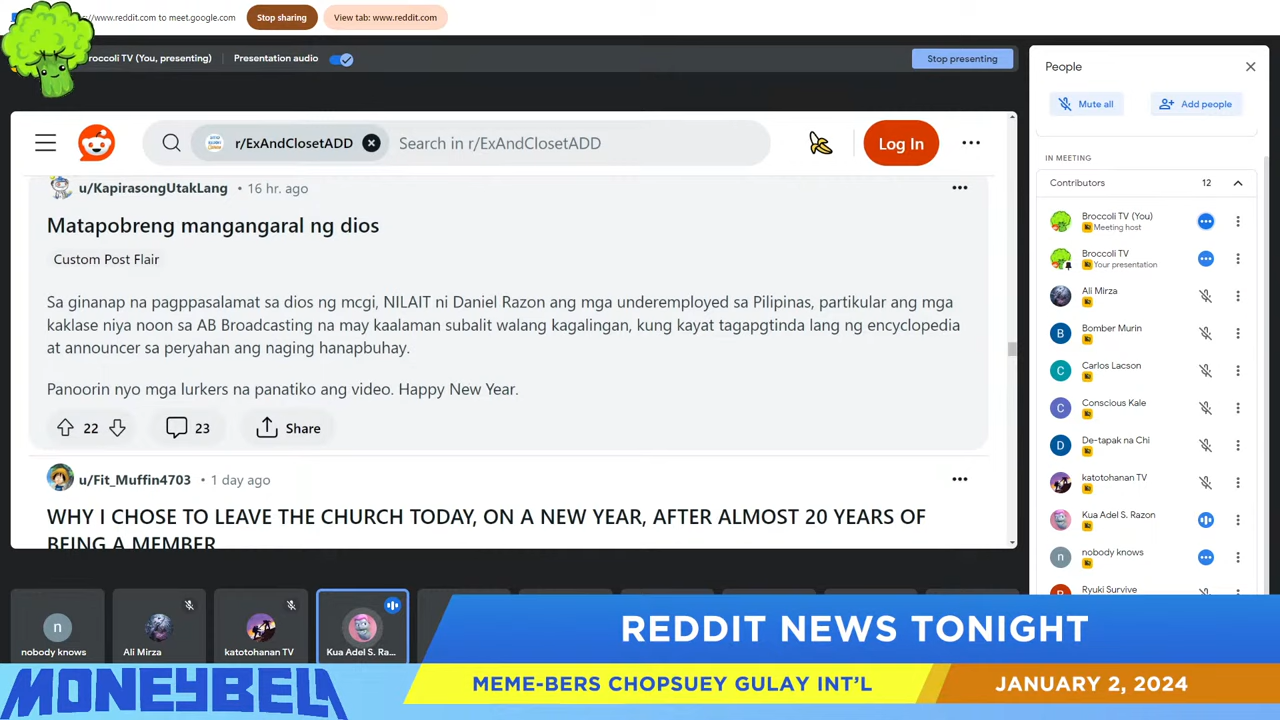 www.reddit.com to meet.google.com
Stop sharing
View tab: www.reddit.com
Broccoli TV (You, presenting)
Presentation audio
Stop presenting
r/ExAndClosetADD
Search in r/ExAndClosetADD
Log In
u/KapirasongUtakLang • 16 hr. ago
Matapobreng mangangaral ng dios
Custom Post Flair
Sa ginanap na pagppasalamat sa dios ng mcgi, NILAIT ni Daniel Razon ang mga underemployed sa Pilipinas, partikular ang mga
kaklase niya noon sa AB Broadcasting na may kaalaman subalit walang kagalingan, kung kayat tagapgtinda lang ng encyclopedia
at announcer sa peryahan ang naging hanapbuhay.
Panoorin nyo mga lurkers na panatiko ang video. Happy New Year.
22
23
Share
u/Fit_Muffin4703 • 1 day ago
WHY I CHOSE TO LEAVE THE CHURCH TODAY, ON A NEW YEAR, AFTER ALMOST 20 YEARS OF
BEING A MEMBER
People
Mute all
Add people
IN MEETING
Contributors 12
Broccoli TV (You)
Meeting host
Broccoli TV
Your presentation
Ali Mirza
B Bomber Murin
C Carlos Lacson
C Conscious Kale
D De-tapak na Chi
katotohanan TV
Kua Adel S. Razon
n nobody knows
Ryuki Survive
n
nobody knows
Ali Mirza
katotohanan TV
Kua Adel S. Ra...
REDDIT NEWS TONIGHT
MONEYBELA
MEME-BERS CHOPSUEY GULAY INT'L
JANUARY 2, 2024